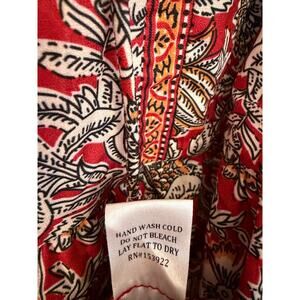 HAND WASH COLD
DO NOT BLEACH
LAY FLAT TO DRY
RN#153922